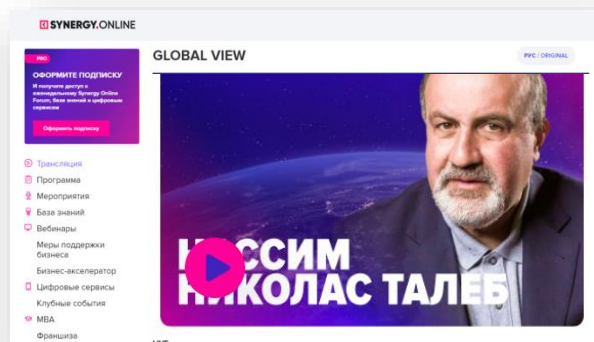 SYNERGY.ONLINE
PRO
ОФОРМИТЕ ПОДПИСКУ
И получите доступ к
еженедельному Synergy Online
Forum, базе знаний и цифровым
сервисам
Оформить подписку
Трансляция
Программа
Мероприятия
База знаний
Вебинары
Меры поддержки
бизнеса
Бизнес-акселератор
Цифровые сервисы
Клубные события
MBA
Франшиза
GLOBAL VIEW
РУС / ORIGINAL
НАССИМ
НИКОЛАС ТАЛЕБ